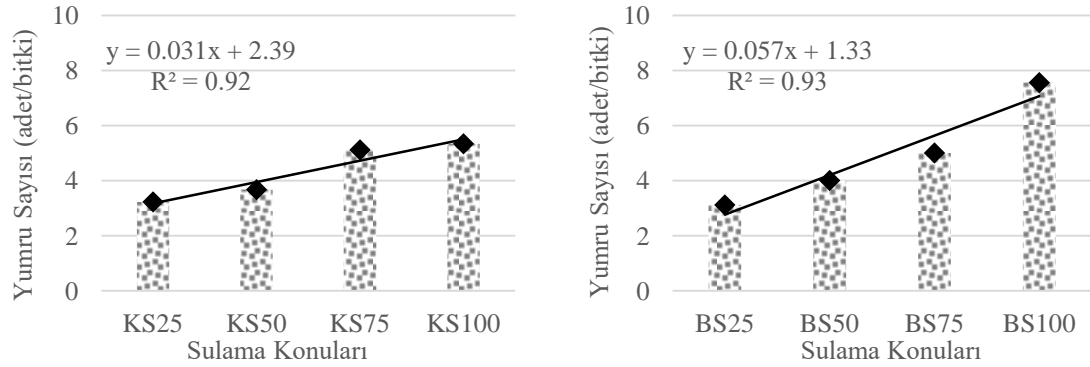 Yumru Sayısı (adet/bitki)
10
8
6
4
2
0
y = 0.031x + 2.39
R² = 0.92
KS25 KS50 KS75 KS100
Sulama Konuları
Yumru Sayısı (adet/bitki)
10
8
6
4
2
0
y = 0.057x + 1.33
R² = 0.93
BS25 BS50 BS75 BS100
Sulama Konuları